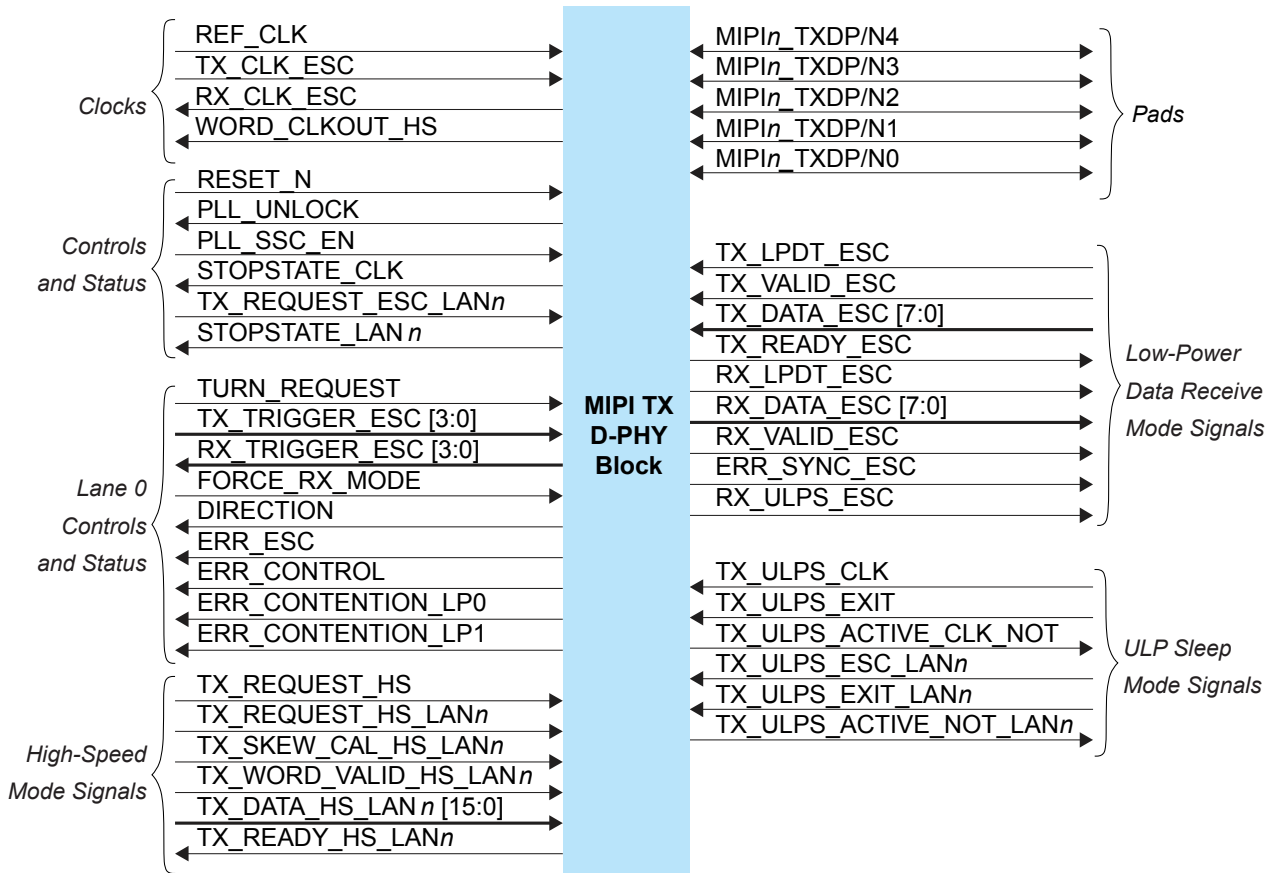 REF_CLK
TX_CLK_ESC
RX_CLK_ESC
WORD_CLKOUT_HS
Clocks
RESET_N
PLL_UNLOCK
PLL_SSC_EN
STOPSTATE_CLK
TX_REQUEST_ESC_LANn
STOPSTATE_LAN n
Controls
and Status
TURN_REQUEST
TX_TRIGGER_ESC [3:0]
RX_TRIGGER_ESC [3:0]
FORCE_RX_MODE
DIRECTION
ERR_ESC
ERR_CONTROL
ERR_CONTENTION_LP0
ERR_CONTENTION_LP1
Lane 0
Controls
and Status
TX_REQUEST_HS
TX_REQUEST_HS_LANn
TX_SKEW_CAL_HS_LANn
TX_WORD_VALID_HS_LANn
TX_DATA_HS_LAN n [15:0]
TX_READY_HS_LANn
High-Speed
Mode Signals
MIPI TX
D-PHY
Block
MIPIn_TXDP/N4
MIPIn_TXDP/N3
MIPIn_TXDP/N2
MIPIn_TXDP/N1
MIPIn_TXDP/N0
Pads
TX_LPDT_ESC
TX_VALID_ESC
TX_DATA_ESC [7:0]
TX_READY_ESC
RX_LPDT_ESC
RX_DATA_ESC [7:0]
RX_VALID_ESC
ERR_SYNC_ESC
RX_ULPS_ESC
Low-Power
Data Receive
Mode Signals
TX_ULPS_CLK
TX_ULPS_EXIT
TX_ULPS_ACTIVE_CLK_NOT
TX_ULPS_ESC_LANn
TX_ULPS_EXIT_LANn
TX_ULPS_ACTIVE_NOT_LANn
ULP Sleep
Mode Signals